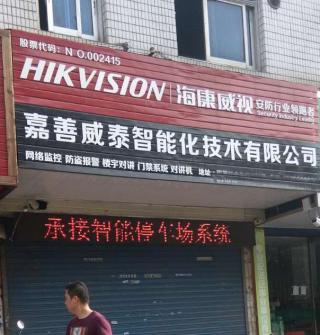 股票代码：NO.002415
HIKVISION 海康威视 安防行业领跑者
Security Industry Leader
嘉善威泰智能化技术有限公司
网络监控 防盗报警 楼宇对讲 门禁系统 对讲机 地址：
承接智能停车场系统